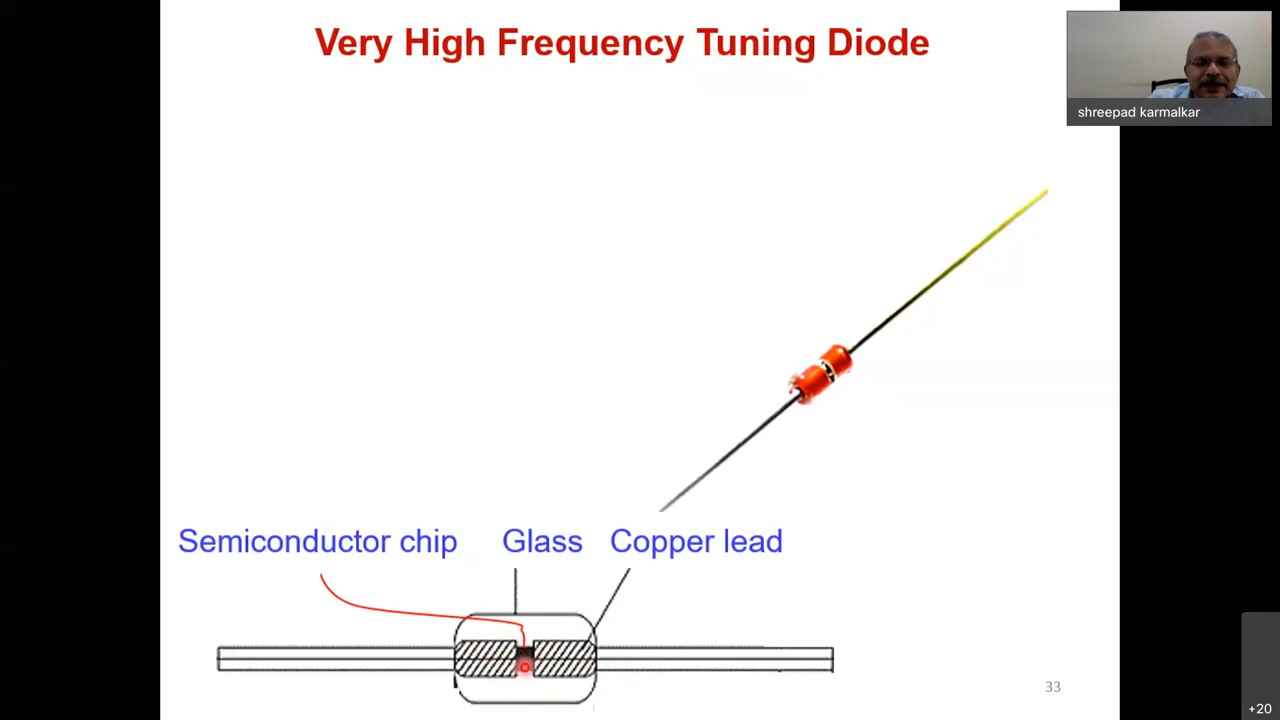 Very High Frequency Tuning Diode
shreepad karmalkar
Semiconductor chip Glass Copper lead
33
+20